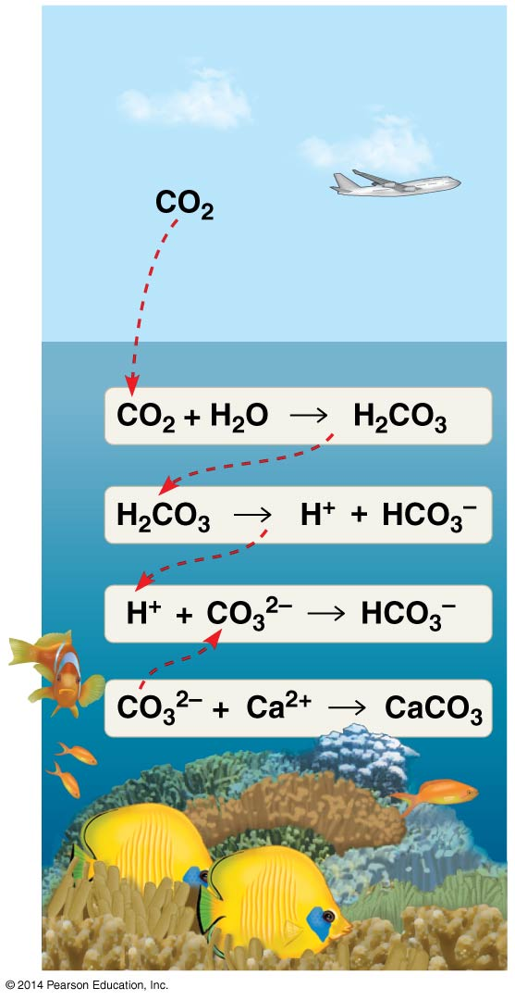 CO₂
CO₂ + H₂O → H₂CO₃
H₂CO₃ → H⁺ + HCO₃⁻
H⁺ + CO₃²⁻ → HCO₃⁻
CO₃²⁻ + Ca²⁺ → CaCO₃
© 2014 Pearson Education, Inc.